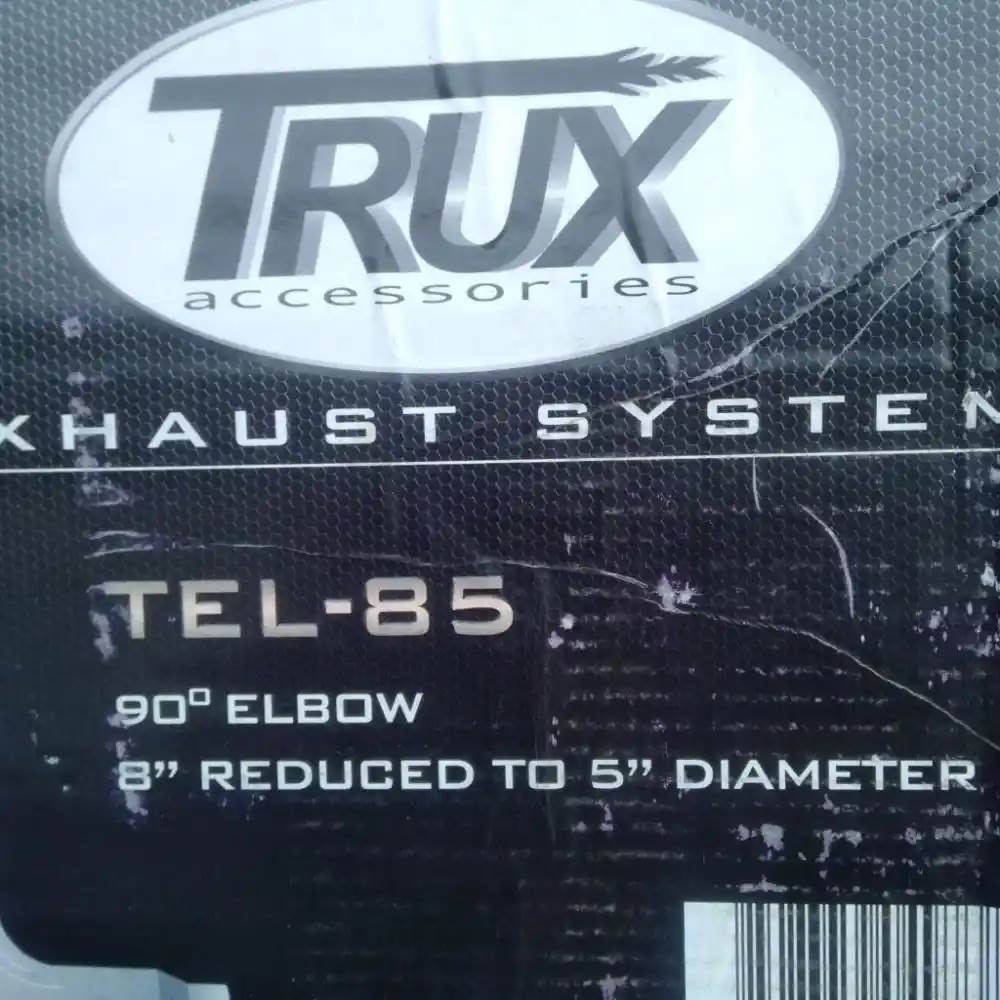 TRUX
accessories
XHAUST SYSTEM
TEL-85
90° ELBOW
8” REDUCED TO 5” DIAMETER